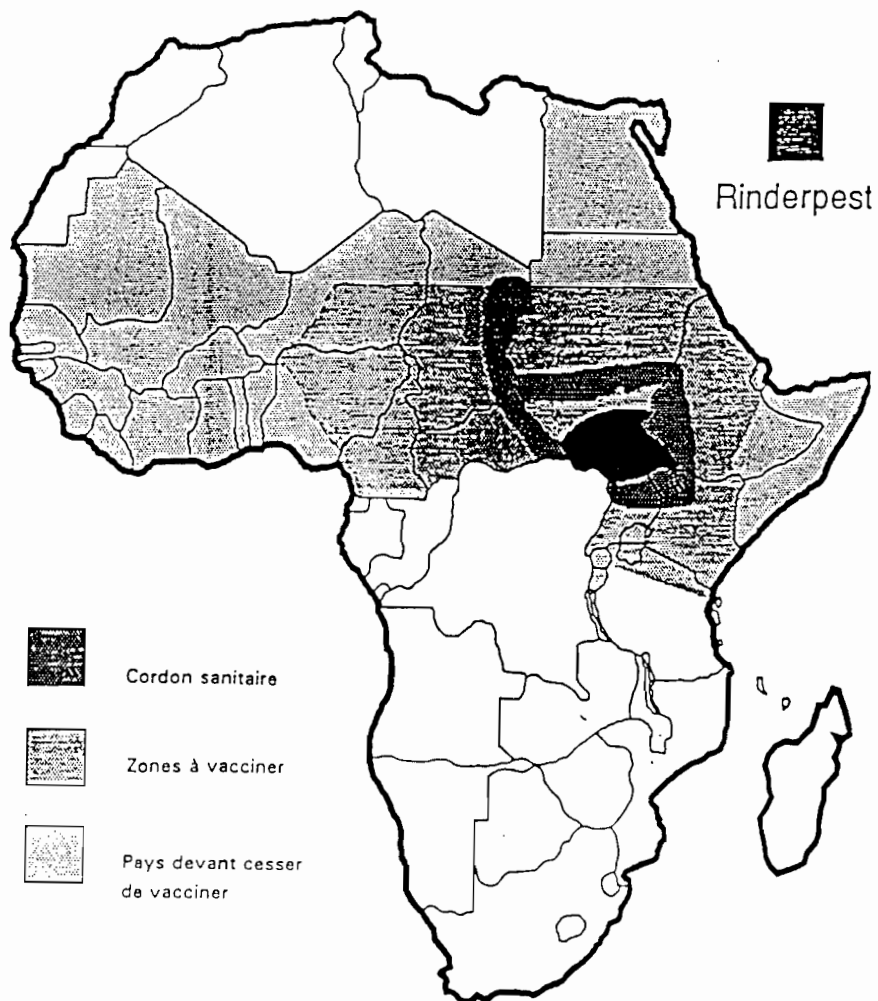 Rinderpest
Cordon sanitaire
Zones à vacciner
Pays devant cesser
de vacciner